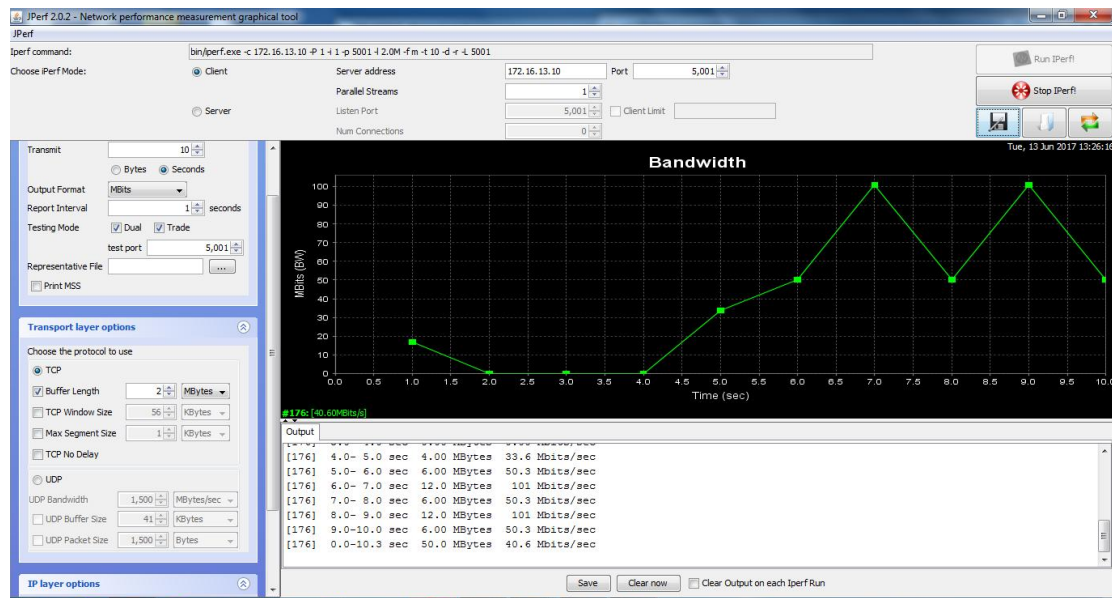 JPerf 2.0.2 - Network performance measurement graphical tool
JPerf
Iperf command: bin/iperf.exe -c 172.16.13.10 -P 1 -i 1 -p 5001 -l 2.0M -f m -t 10 -d -r -L 5001
Choose iPerf Mode: Client Server address 172.16.13.10 Port 5,001
Parallel Streams 1
Server Listen Port 5,001 Client Limit
Num Connections 0
Run IPerf!
Stop IPerf!
Transmit 10
Bytes Seconds
Output Format MBits
Report Interval 1 seconds
Testing Mode Dual Trade
test port 5,001
Representative File ...
Print MSS
Transport layer options
Choose the protocol to use
TCP
Buffer Length 2 MBytes
TCP Window Size 56 KBytes
Max Segment Size 1 KBytes
TCP No Delay
UDP
UDP Bandwidth 1,500 MBytes/sec
UDP Buffer Size 41 KBytes
UDP Packet Size 1,500 Bytes
IP layer options
Tue, 13 Jun 2017 13:26:16
Bandwidth
MBits (BW)
100
90
80
70
60
50
40
30
20
10
0
0.0 0.5 1.0 1.5 2.0 2.5 3.0 3.5 4.0 4.5 5.0 5.5 6.0 6.5 7.0 7.5 8.0 8.5 9.0 9.5 10.0
Time (sec)
#176: [40.60MBits/s]
Output
[176] 4.0- 5.0 sec 4.00 MBytes 33.6 Mbits/sec
[176] 5.0- 6.0 sec 6.00 MBytes 50.3 Mbits/sec
[176] 6.0- 7.0 sec 12.0 MBytes 101 Mbits/sec
[176] 7.0- 8.0 sec 6.00 MBytes 50.3 Mbits/sec
[176] 8.0- 9.0 sec 12.0 MBytes 101 Mbits/sec
[176] 9.0-10.0 sec 6.00 MBytes 50.3 Mbits/sec
[176] 0.0-10.3 sec 50.0 MBytes 40.6 Mbits/sec
Save Clear now Clear Output on each Iperf Run